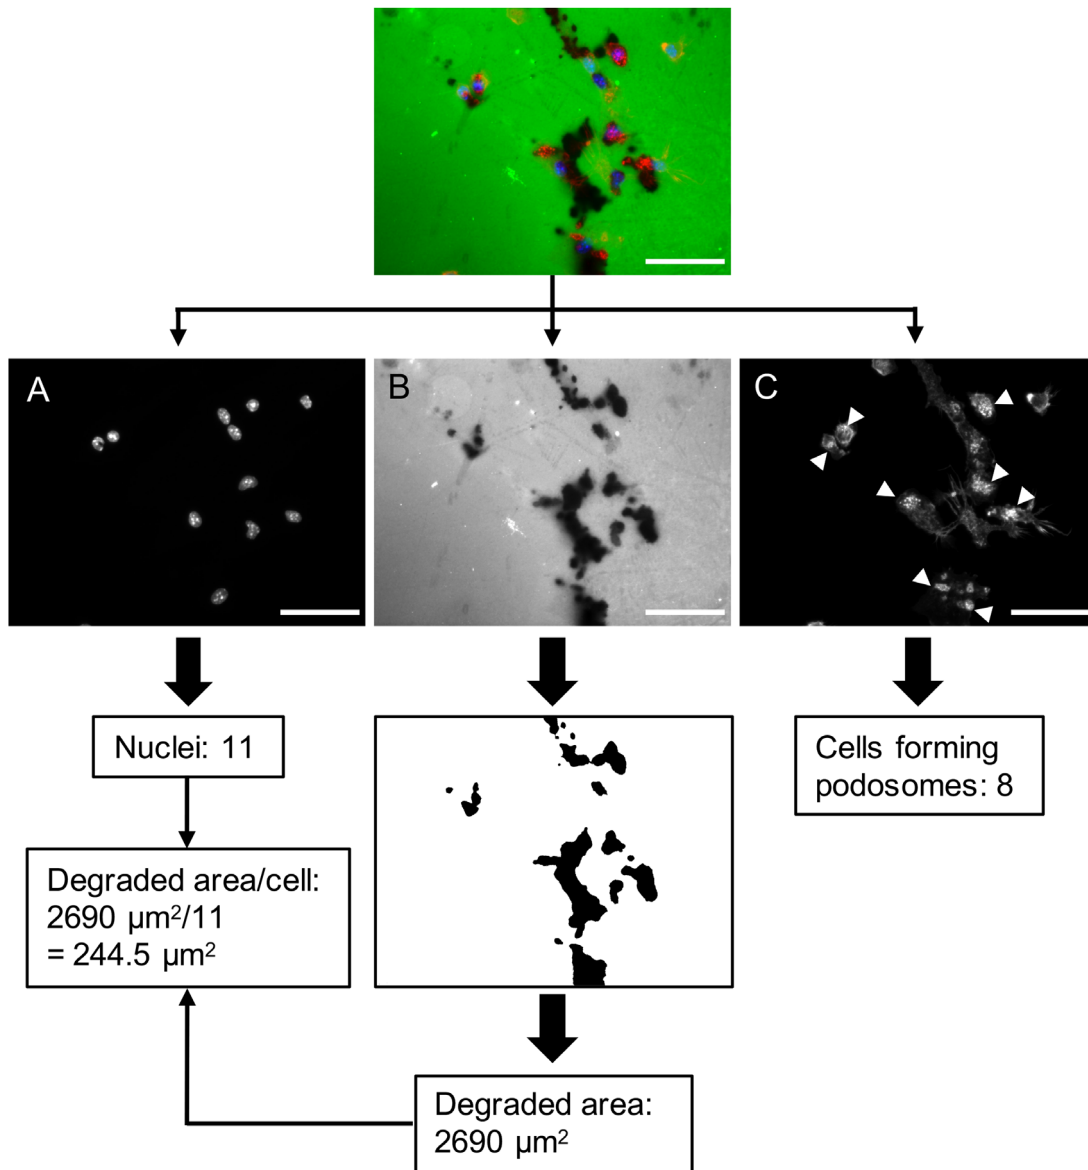 A
B
C
Nuclei: 11
Cells forming
podosomes: 8
Degraded area/cell:
2690 µm²/11
= 244.5 µm²
Degraded area:
2690 µm²